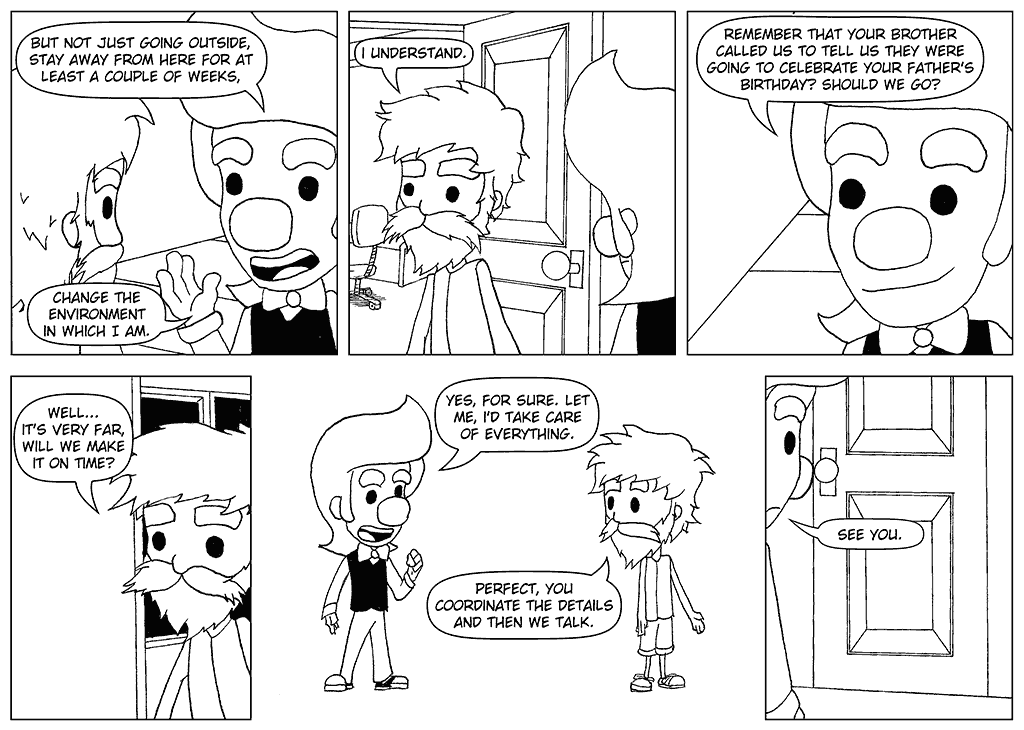 BUT NOT JUST GOING OUTSIDE,
STAY AWAY FROM HERE FOR AT
LEAST A COUPLE OF WEEKS,
CHANGE THE
ENVIRONMENT
IN WHICH I AM.
I UNDERSTAND.
REMEMBER THAT YOUR BROTHER
CALLED US TO TELL US THEY WERE
GOING TO CELEBRATE YOUR FATHER'S
BIRTHDAY? SHOULD WE GO?
WELL...
IT'S VERY FAR,
WILL WE MAKE
IT ON TIME?
YES, FOR SURE. LET
ME, I'D TAKE CARE
OF EVERYTHING.
PERFECT, YOU
COORDINATE THE DETAILS
AND THEN WE TALK.
SEE YOU.